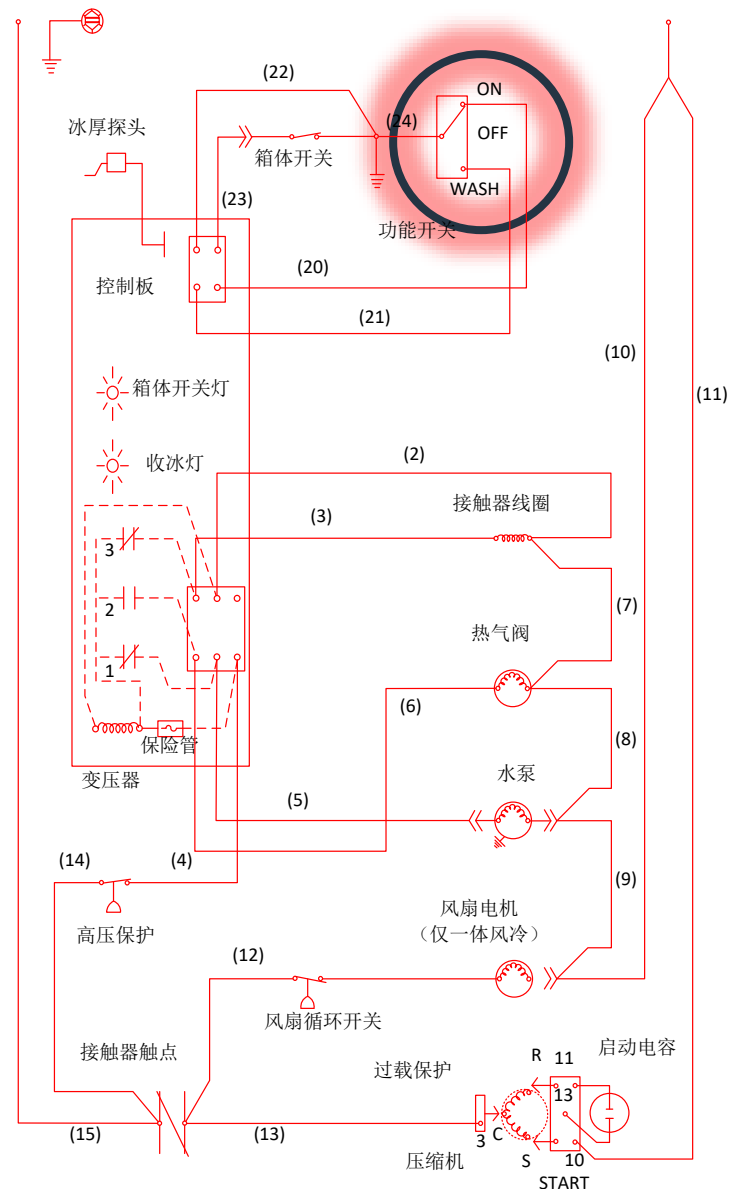 (22)
ON
冰厚探头
(24)
OFF
箱体开关
WASH
(23)
功能开关
(20)
控制板
(21)
(10)
箱体开关灯
(11)
(2)
收冰灯
接触器线圈
(3)
3
2
(7)
热气阀
1
(6)
保险管
(8)
变压器
水泵
(5)
(14)
(4)
(9)
高压保护
风扇电机
（仅一体风冷）
(12)
风扇循环开关
接触器触点
启动电容
过载保护
R
11
13
(15)
(13)
3
C
压缩机
S
10
START